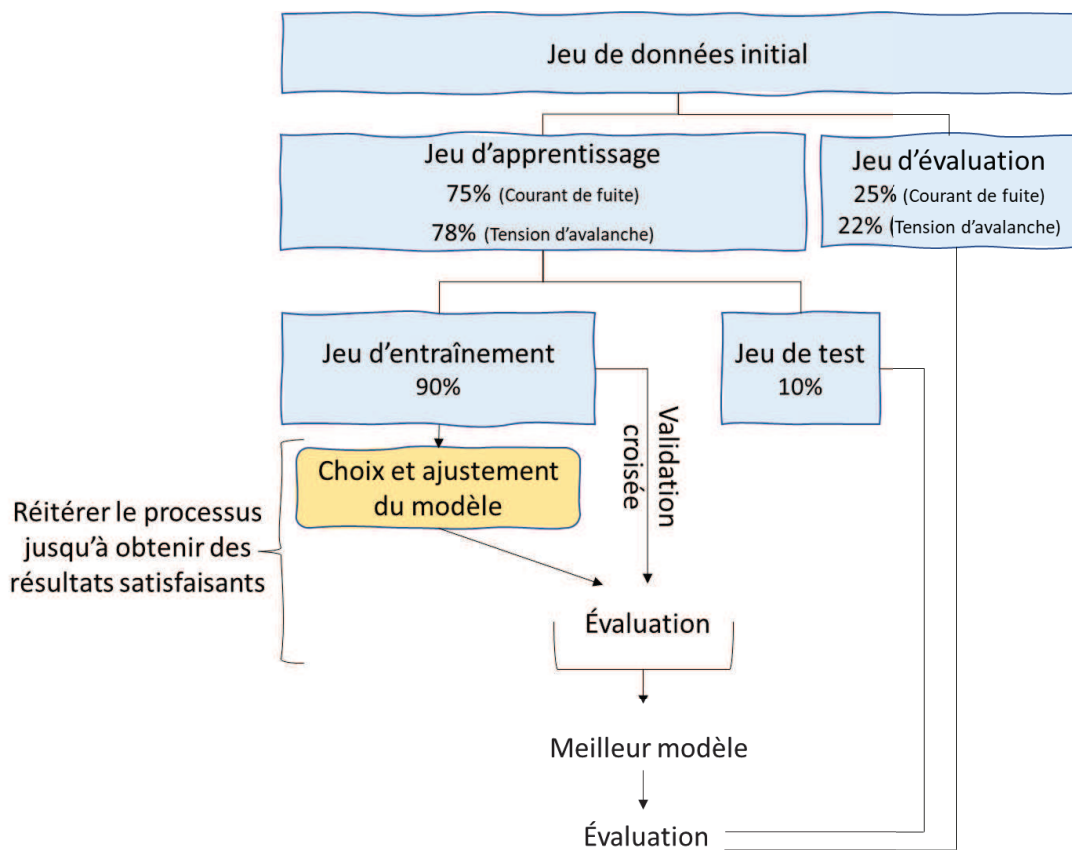 Jeu de données initial
Jeu d'apprentissage
75% (Courant de fuite)
78% (Tension d'avalanche)
Jeu d'évaluation
25% (Courant de fuite)
22% (Tension d'avalanche)
Jeu d'entraînement
90%
Jeu de test
10%
Validation
croisée
Choix et ajustement
du modèle
Réitérer le processus
jusqu'à obtenir des
résultats satisfaisants
Évaluation
Meilleur modèle
Évaluation